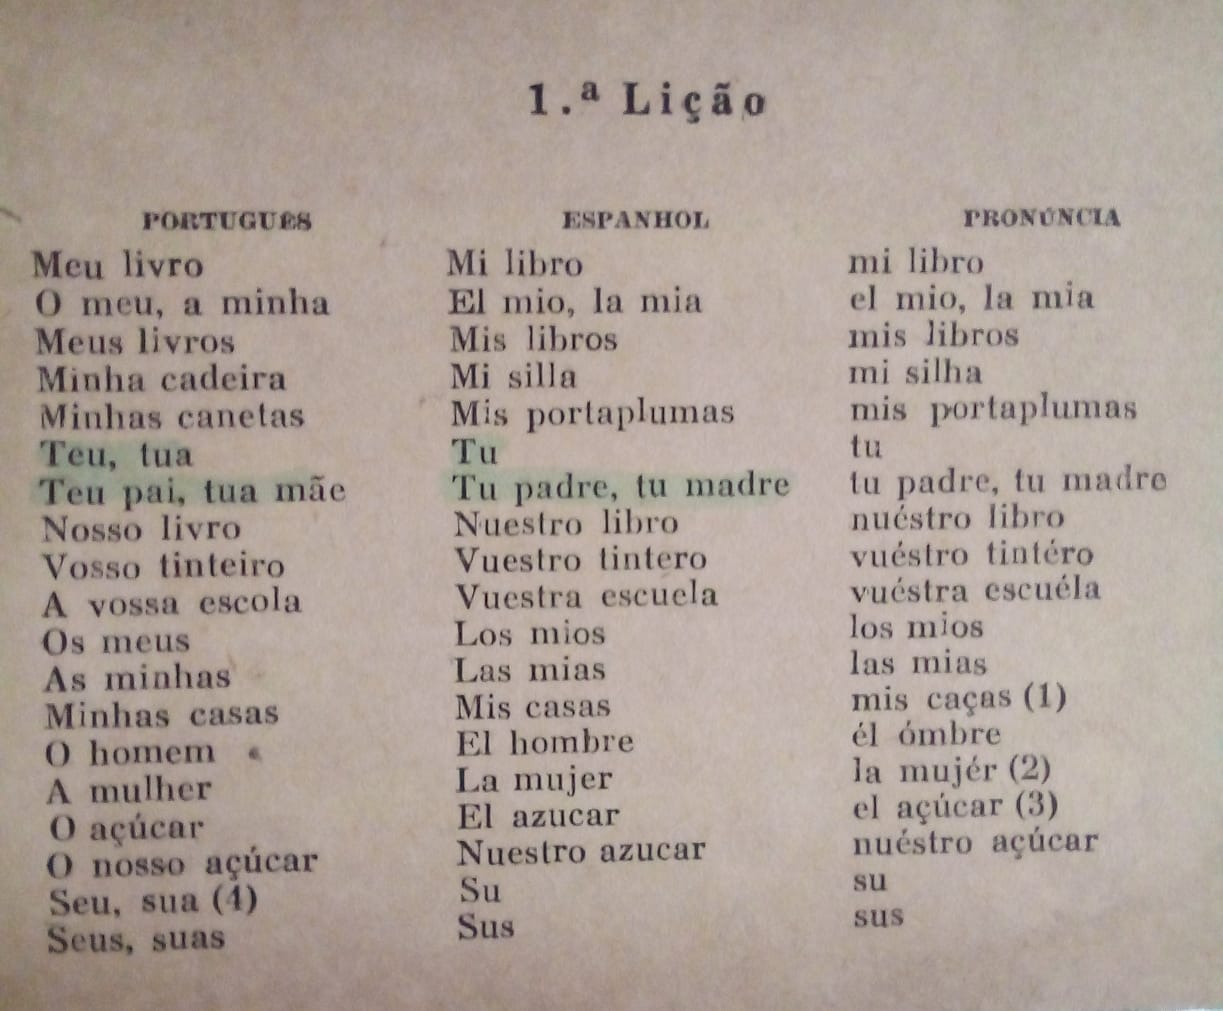 1.ª Lição
PORTUGUÊS ESPANHOL PRONÚNCIA
Meu livro Mi libro mi libro
O meu, a minha El mio, la mia el mio, la mia
Meus livros Mis libros mis libros
Minha cadeira Mi silla mi silha
Minhas canetas Mis portaplumas mis portaplumas
Teu, tua Tu tu
Teu pai, tua mãe Tu padre, tu madre tu padre, tu madre
Nosso livro Nuestro libro nuéstro libro
Vosso tinteiro Vuestro tintero vuéstro tintéro
A vossa escola Vuestra escuela vuéstra escuéla
Os meus Los mios los mios
As minhas Las mias las mias
Minhas casas Mis casas mis caças (1)
O homem El hombre él ómbre
A mulher La mujer la mujér (2)
O açúcar El azucar el açúcar (3)
O nosso açúcar Nuestro azucar nuéstro açúcar
Seu, sua (4) Su su
Seus, suas Sus sus